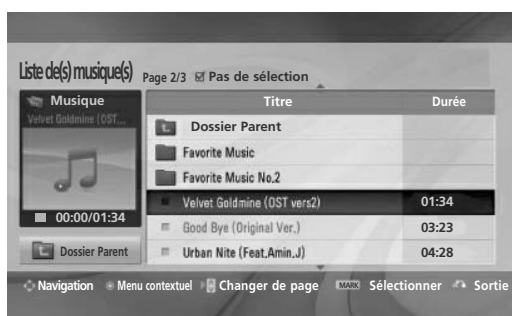 Liste de(s) musique(s) Page 2/3 Pas de sélection
Musique
Velvet Goldmine (OST...
00:00/01:34
Dossier Parent
Titre Durée
Dossier Parent
Favorite Music
Favorite Music No.2
Velvet Goldmine (OST vers2) 01:34
Good Bye (Original Ver.) 03:23
Urban Nite (Feat.Amin.J) 04:28
Navigation Menu contextuel Changer de page MARK Sélectionner Sortie